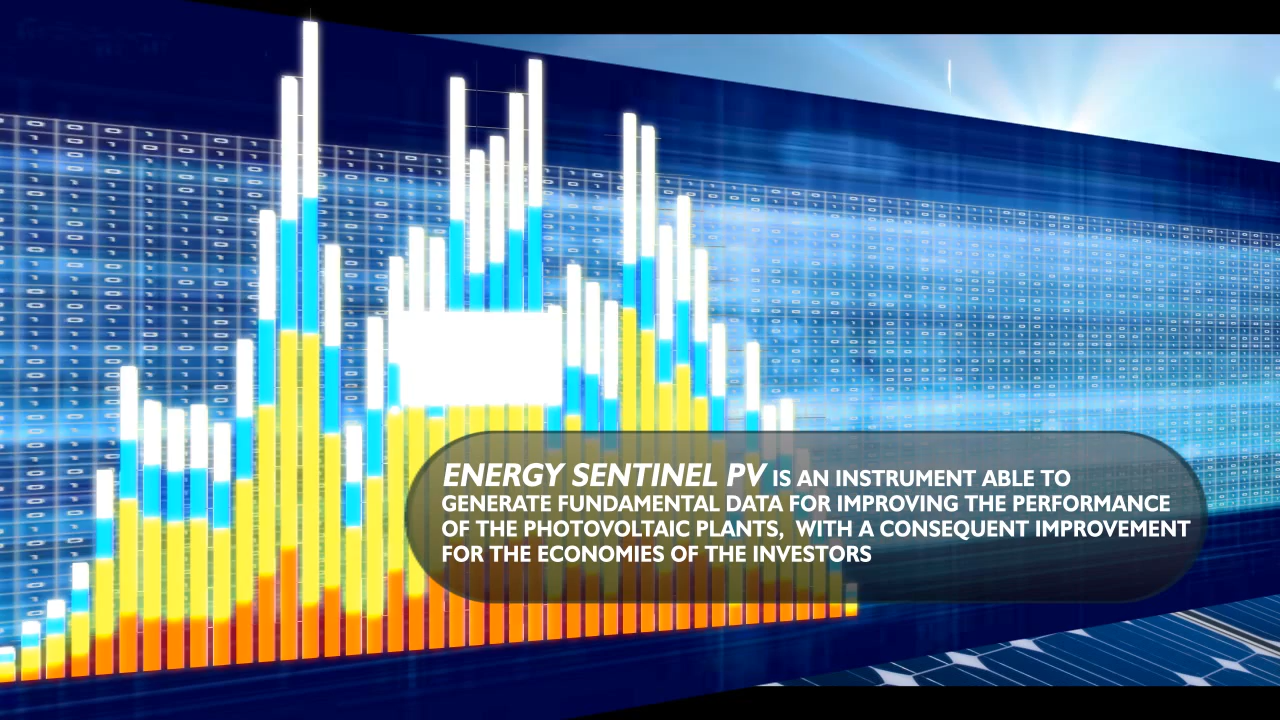 ENERGY SENTINEL PV IS AN INSTRUMENT ABLE TO
GENERATE FUNDAMENTAL DATA FOR IMPROVING THE PERFORMANCE
OF THE PHOTOVOLTAIC PLANTS,  WITH A CONSEQUENT IMPROVEMENT
FOR THE ECONOMIES OF THE INVESTORS